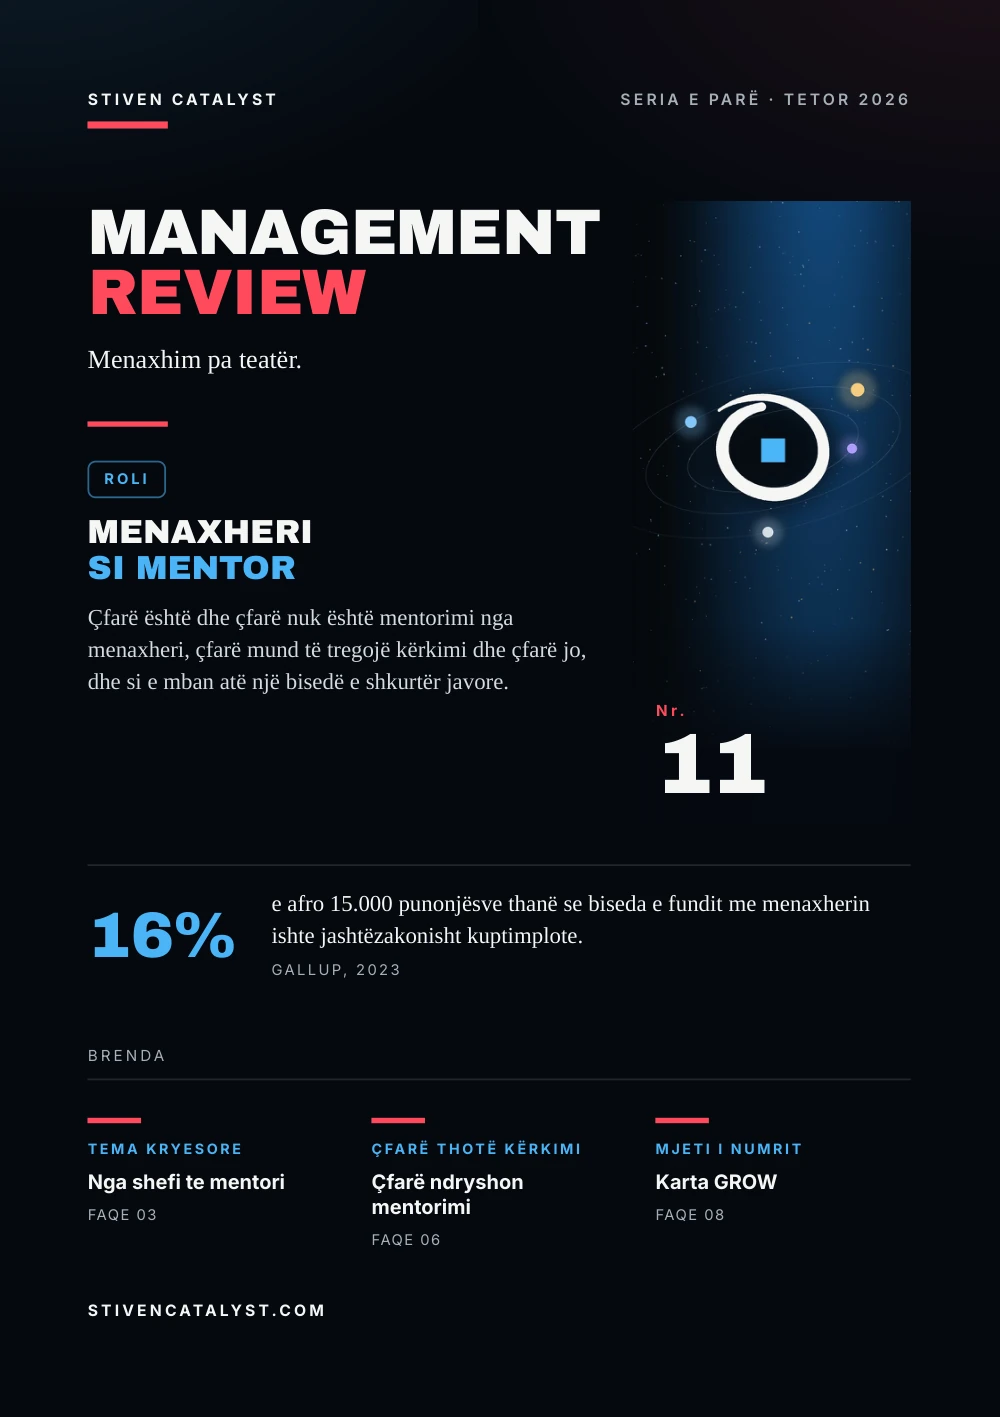 STIVEN CATALYST
SERIA E PARË · TETOR 2026
MANAGEMENT
REVIEW
Menaxhim pa teatër.
ROLI
MENAXHERI
SI MENTOR
Çfarë është dhe çfarë nuk është mentorimi nga
menaxheri, çfarë mund të tregojë kërkimi dhe çfarë jo,
dhe si e mban atë një bisedë e shkurtër javore.
Nr.
11
16%
e afro 15.000 punonjësve thanë se biseda e fundit me menaxherin
ishte jashtëzakonisht kuptimplote.
GALLUP, 2023
BRENDA
TEMA KRYESORE
Nga shefi te mentori
FAQE 03
ÇFARË THOTË KËRKIMI
Çfarë ndryshon
mentorimi
FAQE 06
MJETI I NUMRIT
Karta GROW
FAQE 08
STIVENCATALYST.COM